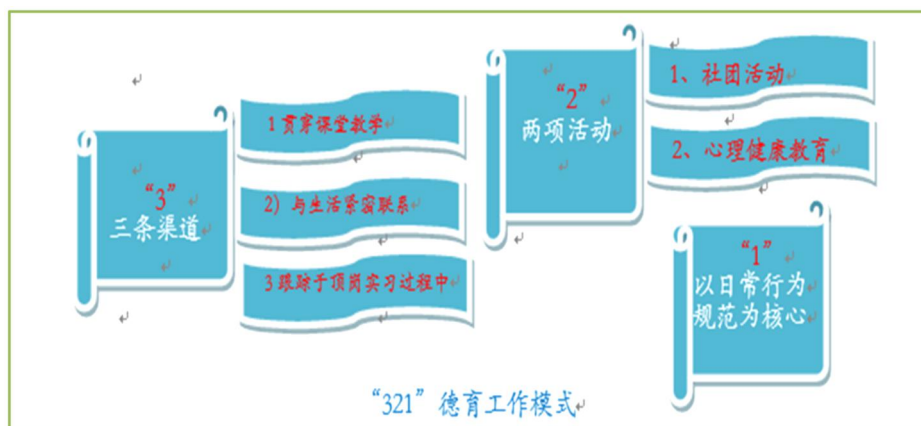 “3”
三条渠道
1 贯穿课堂教学
2）与生活紧密联系
3 跟踪于顶岗实习过程中
“2”
两项活动
1、社团活动
2、心理健康教育
“1”
以日常行为
规范为核心
“321”德育工作模式